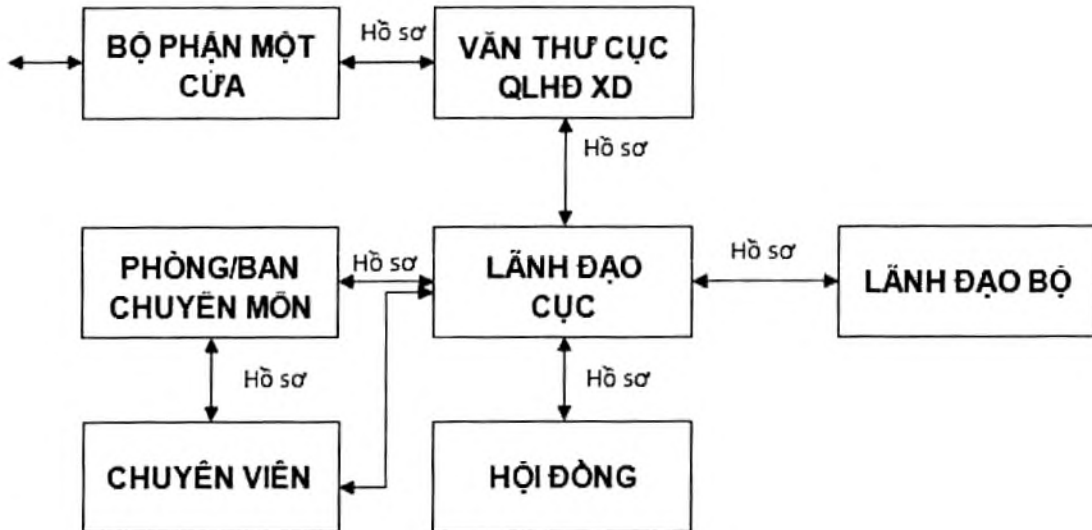 BỘ PHẬN MỘT
CỬA
Hồ sơ
VĂN THƯ CỤC
QLHĐ XD
Hồ sơ
PHÒNG/BAN
CHUYÊN MÔN
Hồ sơ
LÃNH ĐẠO
CỤC
Hồ sơ
LÃNH ĐẠO BỘ
Hồ sơ
Hồ sơ
CHUYÊN VIÊN
HỘI ĐỒNG